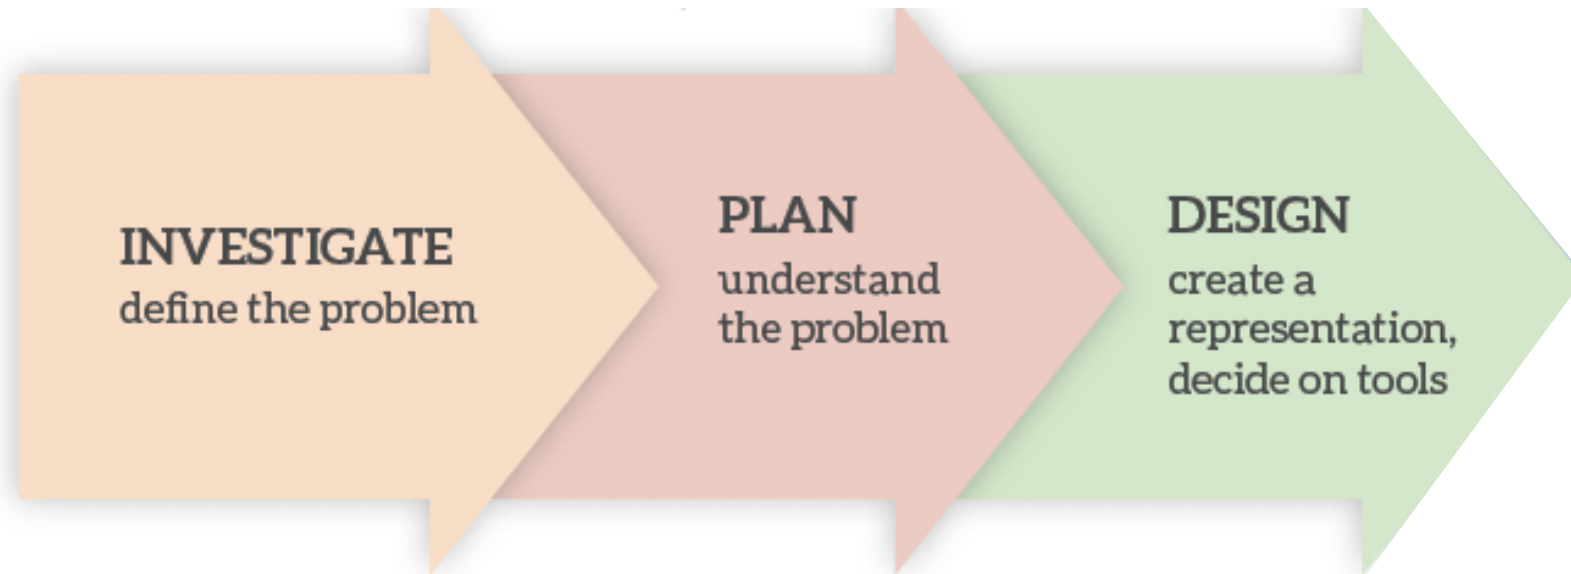 INVESTIGATE
define the problem
PLAN
understand
the problem
DESIGN
create a
representation,
decide on tools